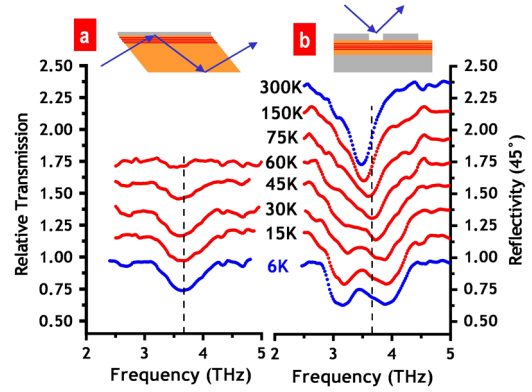 a
b
2.50
2.25
2.00
1.75
1.50
1.25
1.00
0.75
0.50
Relative Transmission
2 3 4 5
Frequency (THz)
300K
150K
75K
60K
45K
30K
15K
6K
2 3 4 5
Frequency (THz)
2.50
2.25
2.00
1.75
1.50
1.25
1.00
0.75
0.50
Reflectivity (45°)